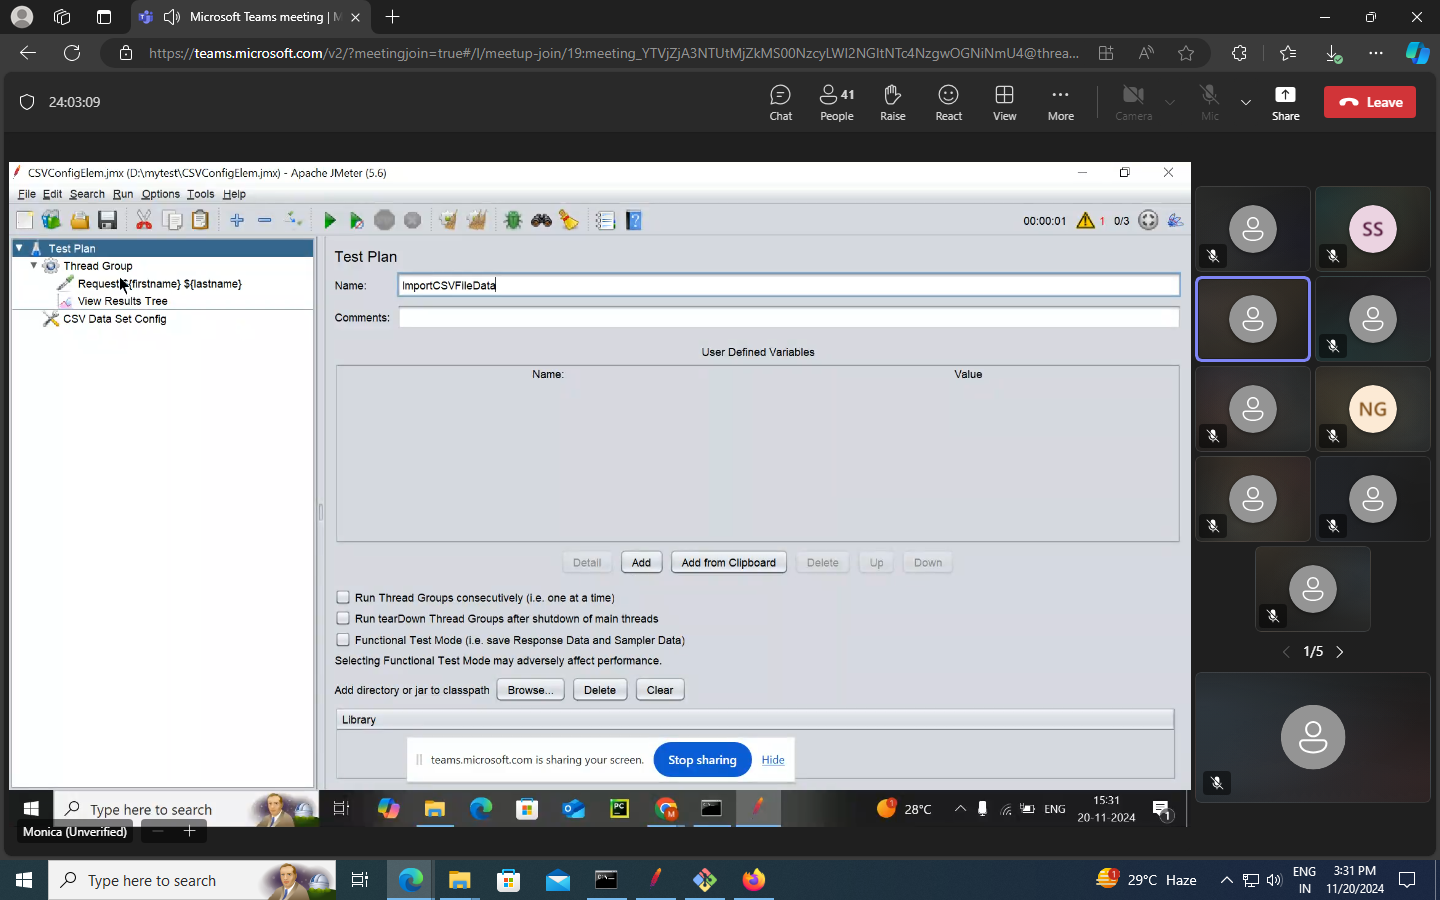 Microsoft Teams meeting | M
https://teams.microsoft.com/v2/?meetingjoin=true#/l/meetup-join/19:meeting_YTVjZjA3NTUtMjZkMS00NzcyLWI2NGItNTc4NzgwOGNiNmU4@threa...
24:03:09
Chat
41
People
Raise
React
View
More
Camera
Mic
Share
Leave
CSVConfigElem.jmx (D:\mytest\CSVConfigElem.jmx) - Apache JMeter (5.6)
File Edit Search Run Options Tools Help
00:00:01 1 0/3
Test Plan
Thread Group
Request ${firstname} ${lastname}
View Results Tree
CSV Data Set Config
Test Plan
Name: ImportCSVFileData
Comments:
User Defined Variables
Name: Value
Detail Add Add from Clipboard Delete Up Down
Run Thread Groups consecutively (i.e. one at a time)
Run tearDown Thread Groups after shutdown of main threads
Functional Test Mode (i.e. save Response Data and Sampler Data)
Selecting Functional Test Mode may adversely affect performance.
Add directory or jar to classpath Browse... Delete Clear
Library
teams.microsoft.com is sharing your screen. Stop sharing Hide
SS
NG
1/5
Type here to search
28°C
ENG
15:31
20-11-2024
1
Monica (Unverified)
Type here to search
29°C Haze
ENG
IN
3:31 PM
11/20/2024